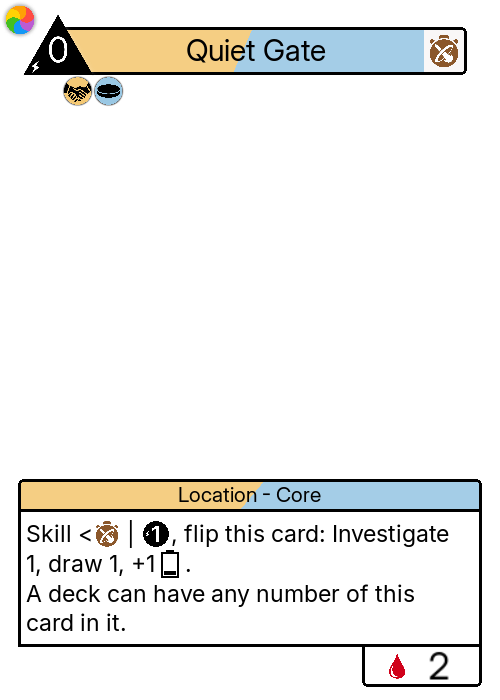 0
Quiet Gate
Location - Core
Skill < | 1, flip this card: Investigate
1, draw 1, +1 .
A deck can have any number of this
card in it.
2